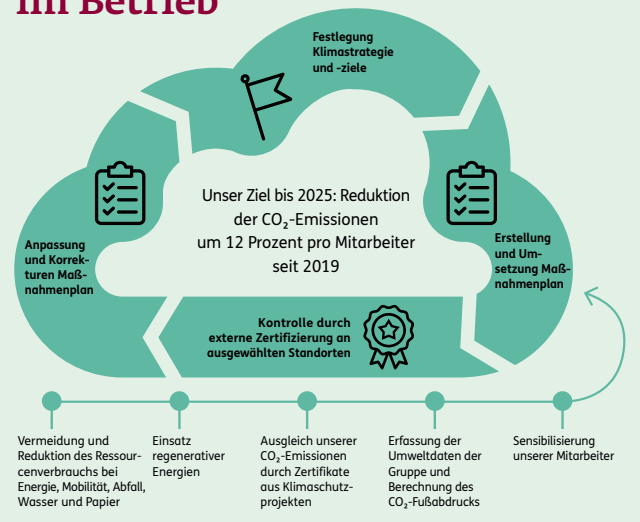 im Betrieb
Festlegung
Klimastrategie
und -ziele
Unser Ziel bis 2025: Reduktion
der CO₂-Emissionen
um 12 Prozent pro Mitarbeiter
seit 2019
Anpassung
und Korrek-
turen Maß-
nahmenplan
Erstellung
und Um-
setzung Maß-
nahmenplan
Kontrolle durch
externe Zertifizierung an
ausgewählten Standorten
Vermeidung und
Reduktion des Ressour-
cenverbrauchs bei
Energie, Mobilität, Abfall,
Wasser und Papier
Einsatz
regenerativer
Energien
Ausgleich unserer
CO₂-Emissionen
durch Zertifikate
aus Klimaschutz-
projekten
Erfassung der
Umweltdaten der
Gruppe und
Berechnung des
CO₂-Fußabdrucks
Sensibilisierung
unserer Mitarbeiter